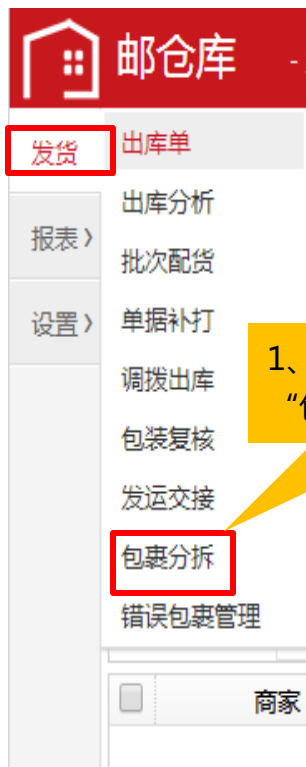 邮仓库 -
发货
报表
设置
出库单
出库分析
批次配货
单据补打
调拨出库
包装复核
发运交接
包裹分拆
错误包裹管理
1、
商家